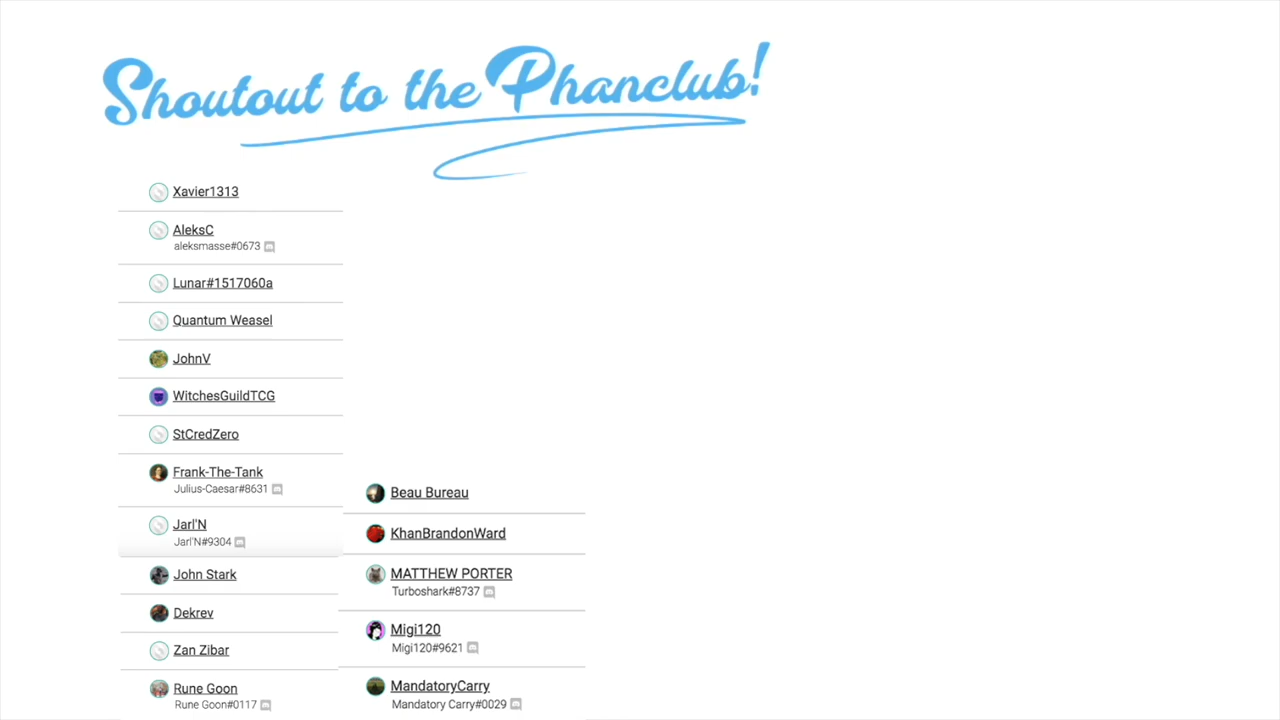 Shoutout to the Phanclub!
Xavier1313
AleksC
aleksmasse#0673
Lunar#1517060a
Quantum Weasel
JohnV
WitchesGuildTCG
StCredZero
Frank-The-Tank
Julius-Caesar#8631
Jarl'N
Jarl'N#9304
John Stark
Dekrev
Zan Zibar
Rune Goon
Rune Goon#0117
Beau Bureau
KhanBrandonWard
MATTHEW PORTER
Turboshark#8737
Migi120
Migi120#9621
MandatoryCarry
Mandatory Carry#0029